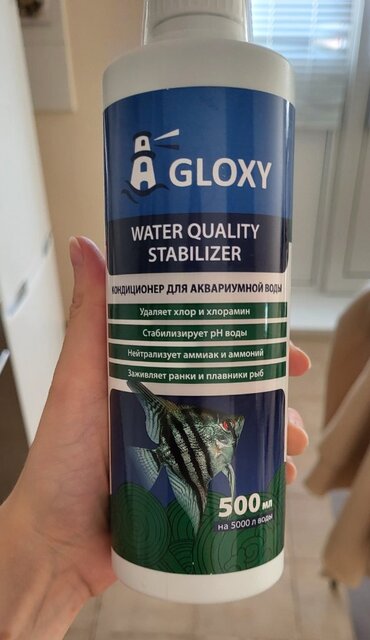 GLOXY
WATER QUALITY
STABILIZER
КОНДИЦИОНЕР ДЛЯ АКВАРИУМНОЙ ВОДЫ
Удаляет хлор и хлорамин
Стабилизирует pH воды
Нейтрализует аммиак и аммоний
Заживляет ранки и плавники рыб
500 мл
на 5000 л воды